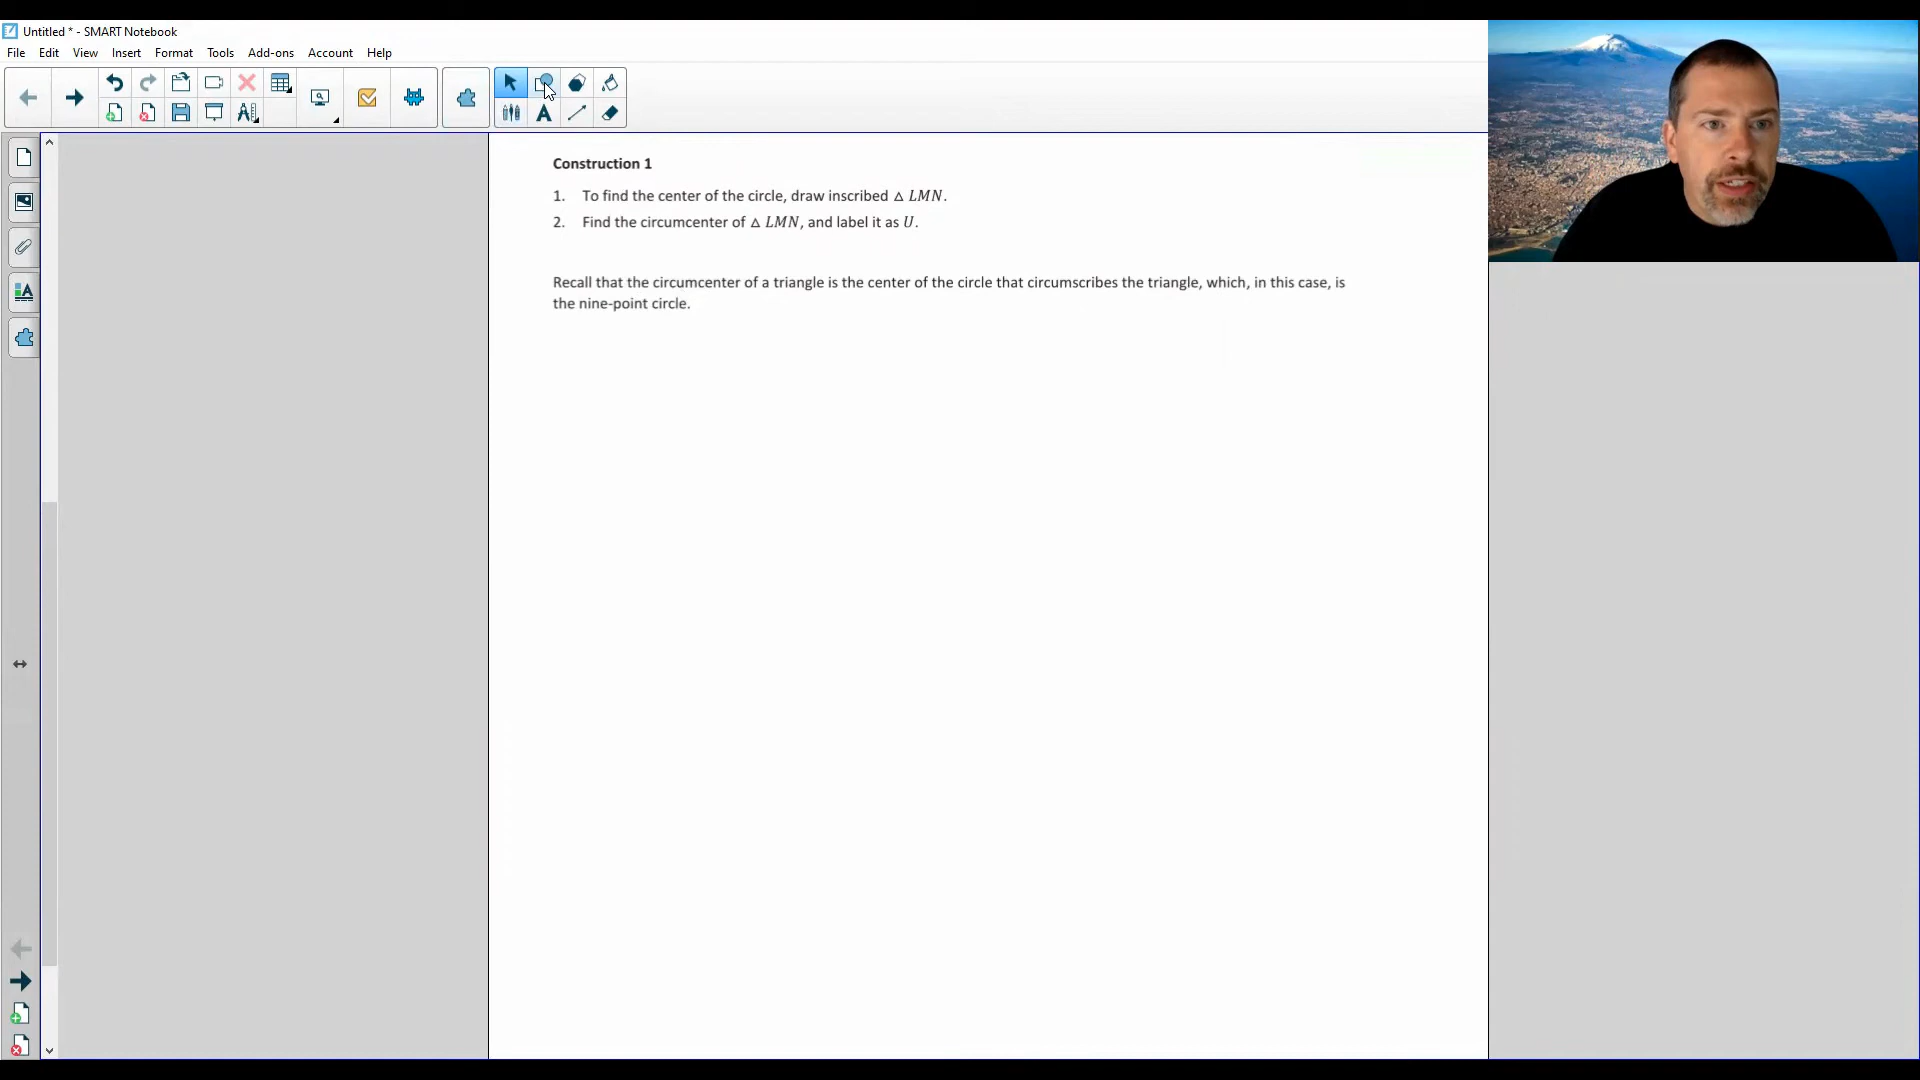 Untitled * - SMART Notebook
File Edit View Insert Format Tools Add-ons Account Help
Construction 1
1. To find the center of the circle, draw inscribed △ LMN.
2. Find the circumcenter of △ LMN, and label it as U.
Recall that the circumcenter of a triangle is the center of the circle that circumscribes the triangle, which, in this case, is
the nine-point circle.